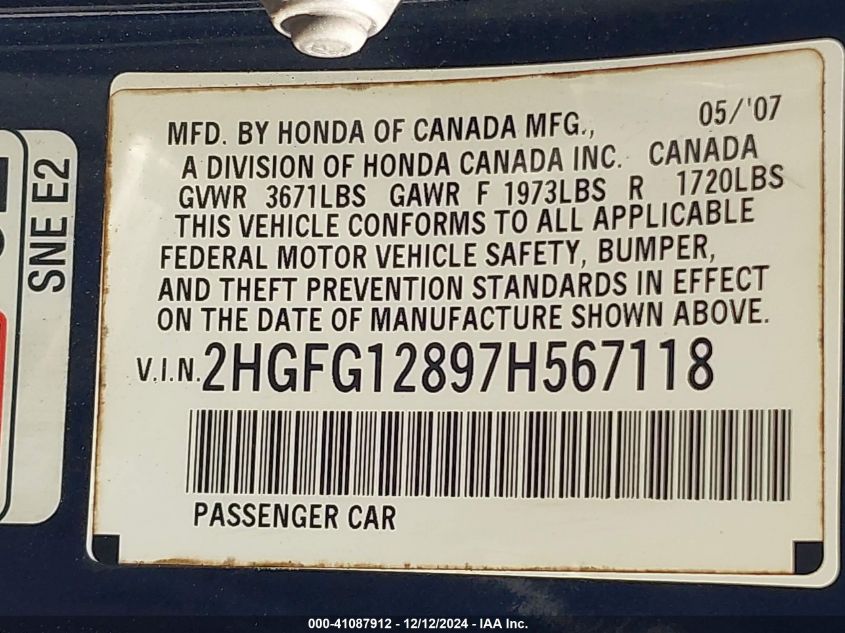 MFD. BY HONDA OF CANADA MFG., 05/'07
A DIVISION OF HONDA CANADA INC. CANADA
GVWR 3671LBS GAWR F 1973LBS R 1720LBS
THIS VEHICLE CONFORMS TO ALL APPLICABLE
FEDERAL MOTOR VEHICLE SAFETY, BUMPER,
AND THEFT PREVENTION STANDARDS IN EFFECT
ON THE DATE OF MANUFACTURE SHOWN ABOVE.
V.I.N. 2HGFG12897H567118
PASSENGER CAR
SNE E2
000-41087912 - 12/12/2024 - IAA Inc.